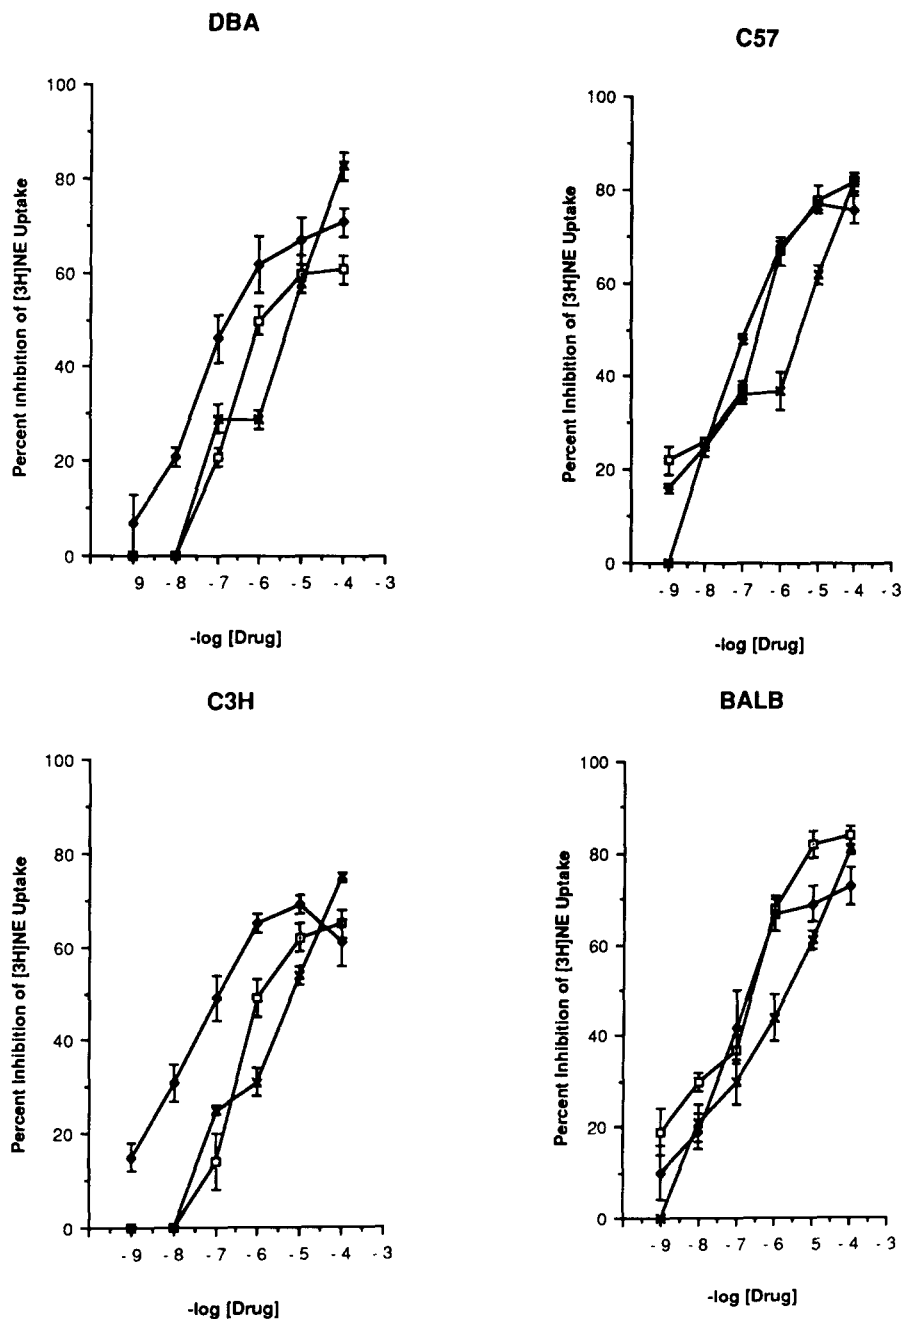 DBA
100
80
60
40
20
0
9 - 8 - 7 - 6 - 5 - 4 - 3
Percent Inhibition of [3H]NE Uptake
-log [Drug]
C57
100
80
60
40
20
0
- 9 - 8 - 7 - 6 - 5 - 4 - 3
Percent Inhibition of [3H]NE Uptake
-log [Drug]
C3H
100
80
60
40
20
0
- 9 - 8 - 7 - 6 - 5 - 4 - 3
Percent Inhibition of [3H]NE Uptake
-log [Drug]
BALB
100
80
60
40
20
0
- 9 - 8 - 7 - 6 5 - 4 - 3
Percent Inhibition of [3H]NE Uptake
-log [Drug]